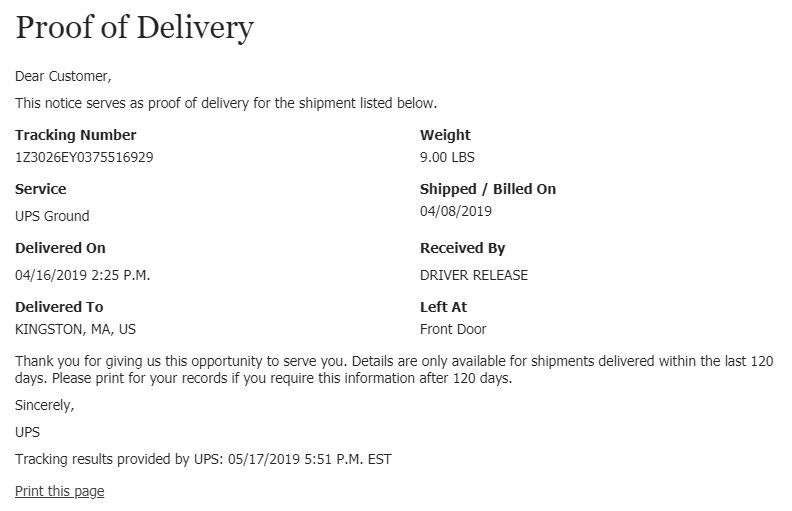 Proof of Delivery
Dear Customer,
This notice serves as proof of delivery for the shipment listed below.
Tracking Number
1Z3026EY0375516929
Weight
9.00 LBS
Service
UPS Ground
Shipped / Billed On
04/08/2019
Delivered On
04/16/2019 2:25 P.M.
Received By
DRIVER RELEASE
Delivered To
KINGSTON, MA, US
Left At
Front Door
Thank you for giving us this opportunity to serve you. Details are only available for shipments delivered within the last 120
days. Please print for your records if you require this information after 120 days.
Sincerely,
UPS
Tracking results provided by UPS: 05/17/2019 5:51 P.M. EST
Print this page